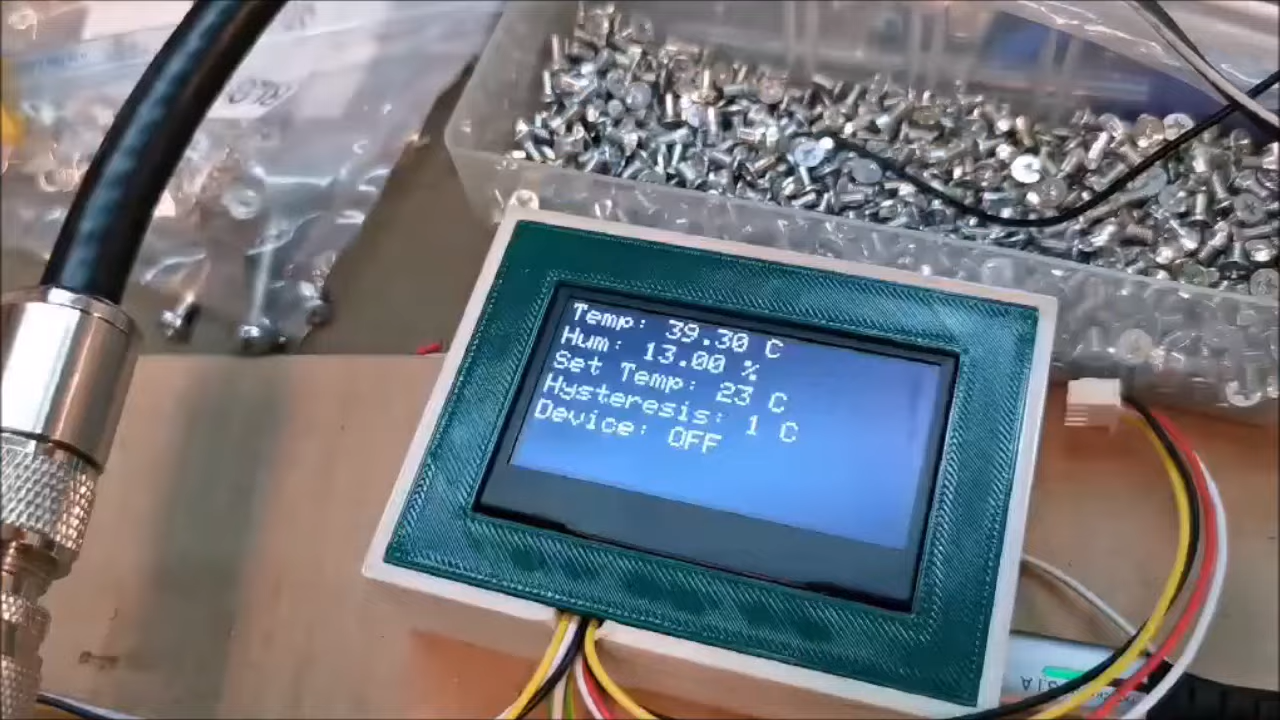 Temp: 39.30 C
Hum: 13.00 %
Set Temp: 23 C
Hysteresis: 1 C
Device: OFF